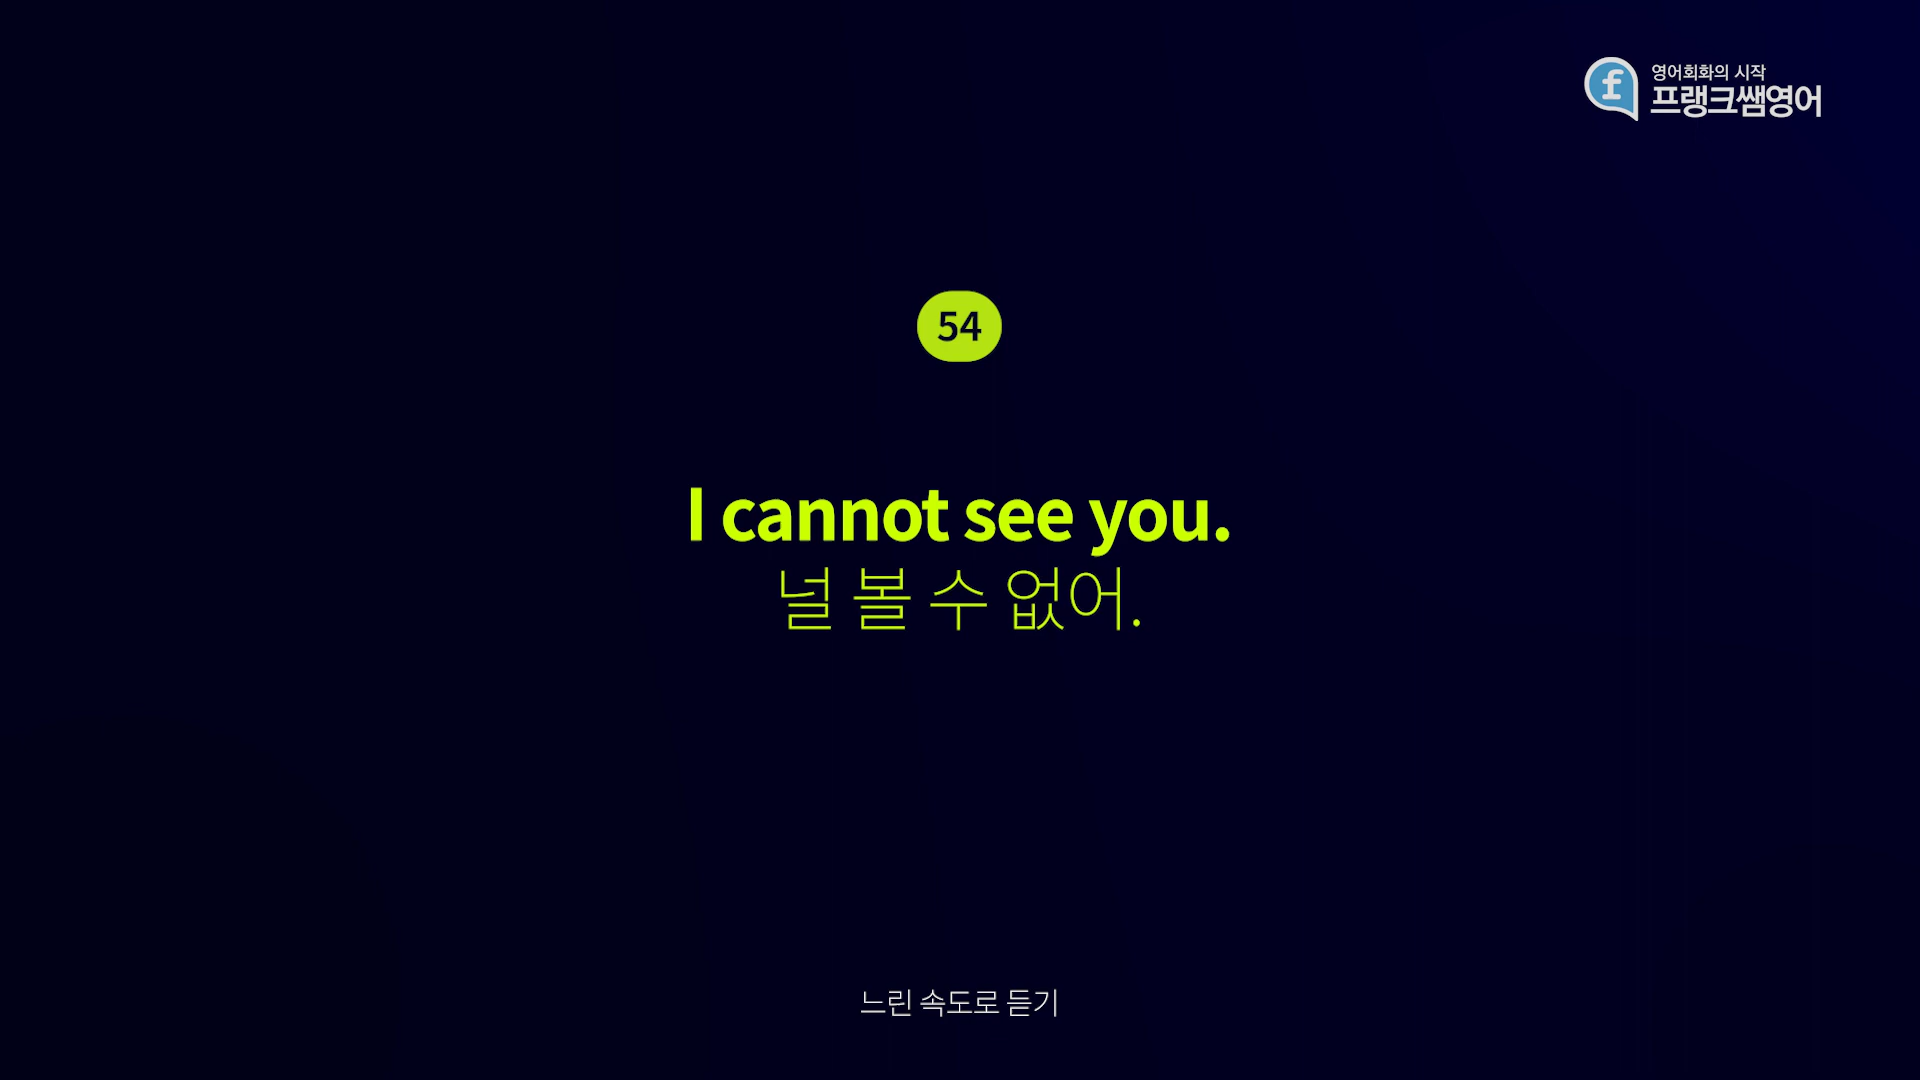 영어회화의 시작
프랭크쌤영어
54
I cannot see you.
널 볼 수 없어.
느린 속도로 듣기